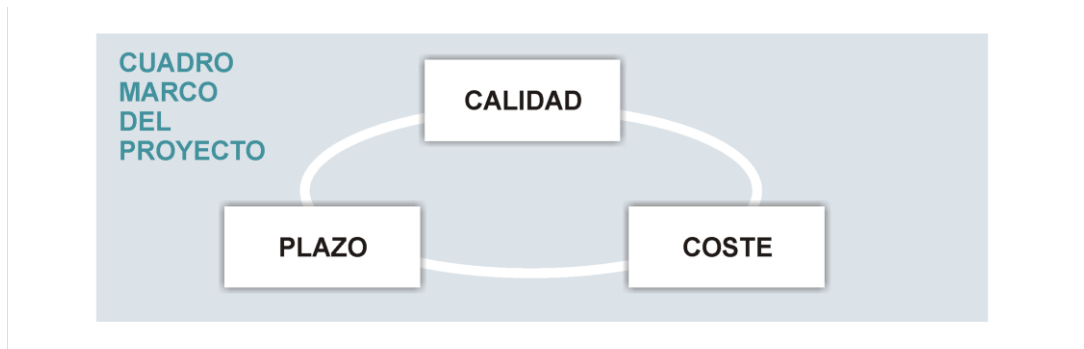 CUADRO
MARCO
DEL
PROYECTO
CALIDAD
PLAZO
COSTE